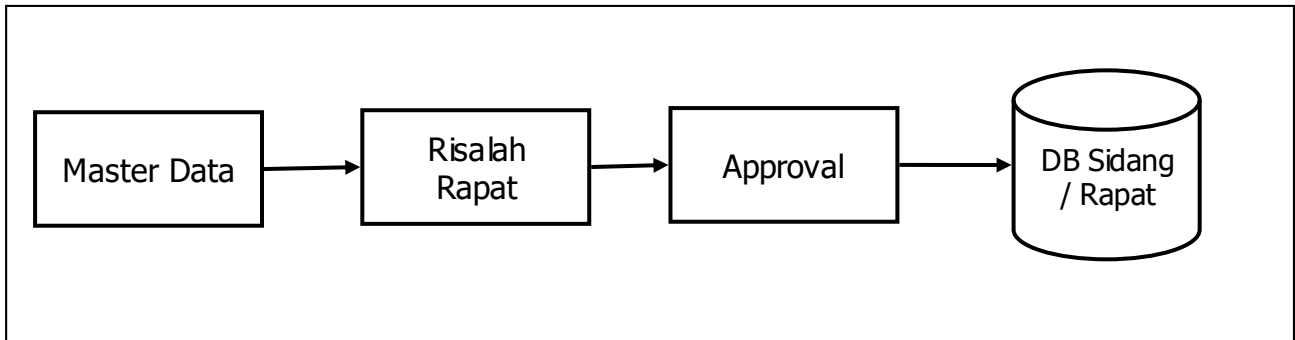 Master Data
Risalah
Rapat
Approval
DB Sidang
/ Rapat